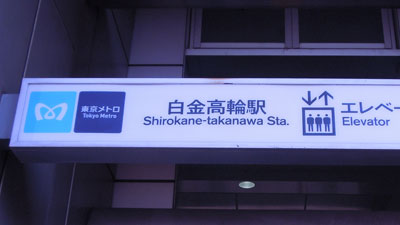 東京メトロ
Tokyo Metro
白金高輪駅
Shirokane-takanawa Sta.
エレベー
Elevator